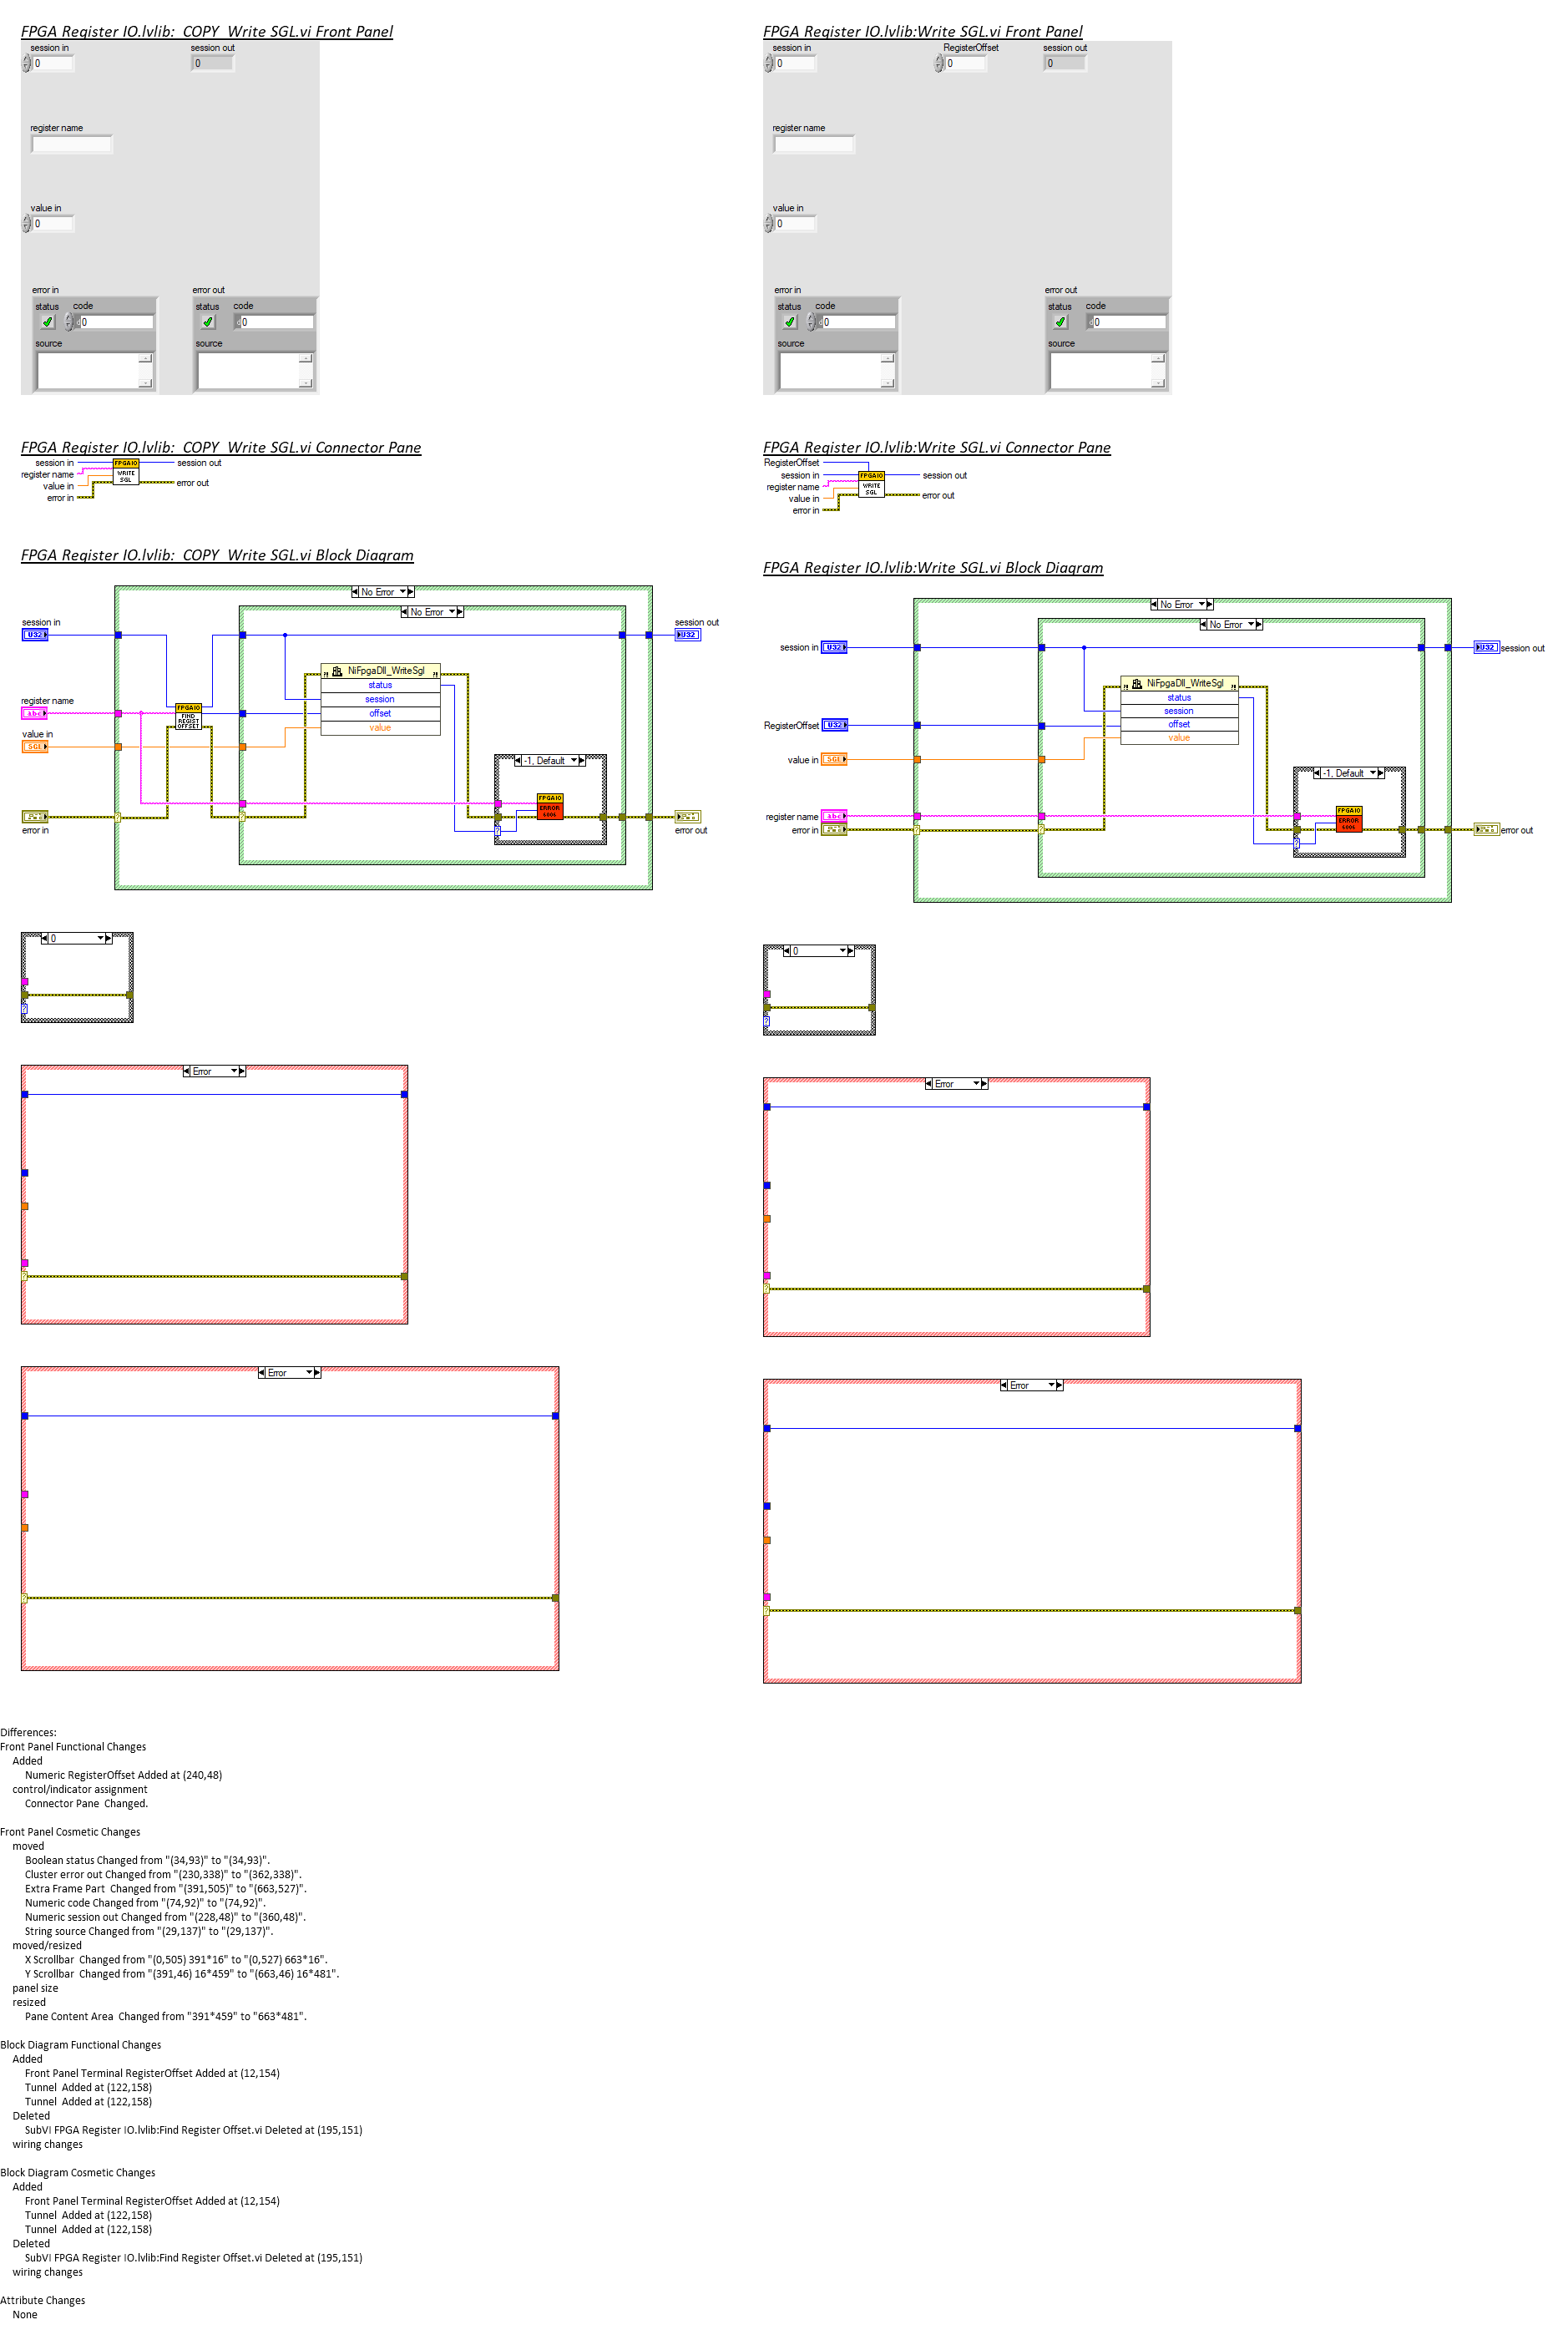 FPGA Register IO.lvlib:  COPY  Write SGL.vi Front Panel
session in
session out
0
0
register name
value in
0
error in
error out
status
code
status
code
0
0
source
source
FPGA Register IO.lvlib:Write SGL.vi Front Panel
session in
RegisterOffset
session out
0
0
0
register name
value in
0
error in
error out
status
code
status
code
0
0
source
source
FPGA Register IO.lvlib:  COPY  Write SGL.vi Connector Pane
session in
register name
value in
error in
FPGAIO
WRITE
SGL
session out
error out
FPGA Register IO.lvlib:Write SGL.vi Connector Pane
RegisterOffset
session in
register name
value in
error in
FPGAIO
WRITE
SGL
session out
error out
FPGA Register IO.lvlib:  COPY  Write SGL.vi Block Diagram
No Error
No Error
session in
U32
session out
U32
NiFpgaDll_WriteSgl
status
session
offset
value
register name
abc
FPGAIO
FIND
REGIST
OFFSET
value in
SGL
-1, Default
FPGAIO
ERROR
error in
error out
FPGA Register IO.lvlib:Write SGL.vi Block Diagram
No Error
No Error
session in
U32
U32
session out
NiFpgaDll_WriteSgl
status
session
offset
value
RegisterOffset
U32
value in
SGL
-1, Default
register name
abc
FPGAIO
ERROR
error in
error out
0
0
Error
Error
Error
Error
Differences:
Front Panel Functional Changes
Added
Numeric RegisterOffset Added at (240,48)
control/indicator assignment
Connector Pane  Changed.
Front Panel Cosmetic Changes
moved
Boolean status Changed from "(34,93)" to "(34,93)".
Cluster error out Changed from "(230,338)" to "(362,338)".
Extra Frame Part  Changed from "(391,505)" to "(663,527)".
Numeric code Changed from "(74,92)" to "(74,92)".
Numeric session out Changed from "(228,48)" to "(360,48)".
String source Changed from "(29,137)" to "(29,137)".
moved/resized
X Scrollbar  Changed from "(0,505) 391*16" to "(0,527) 663*16".
Y Scrollbar  Changed from "(391,46) 16*459" to "(663,46) 16*481".
panel size
resized
Pane Content Area  Changed from "391*459" to "663*481".
Block Diagram Functional Changes
Added
Front Panel Terminal RegisterOffset Added at (12,154)
Tunnel  Added at (122,158)
Tunnel  Added at (122,158)
Deleted
SubVI FPGA Register IO.lvlib:Find Register Offset.vi Deleted at (195,151)
wiring changes
Block Diagram Cosmetic Changes
Added
Front Panel Terminal RegisterOffset Added at (12,154)
Tunnel  Added at (122,158)
Tunnel  Added at (122,158)
Deleted
SubVI FPGA Register IO.lvlib:Find Register Offset.vi Deleted at (195,151)
wiring changes
Attribute Changes
None